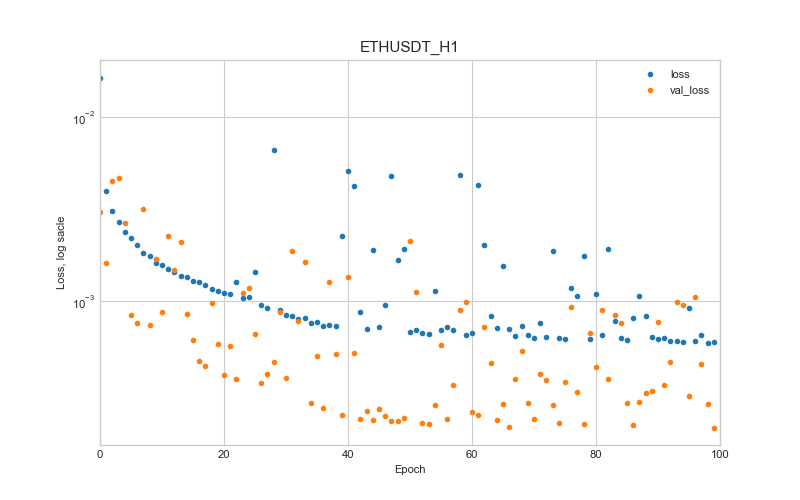 ETHUSDT_H1
loss
val_loss
10⁻²
10⁻³
Loss, log sacle
0 20 40 60 80 100
Epoch